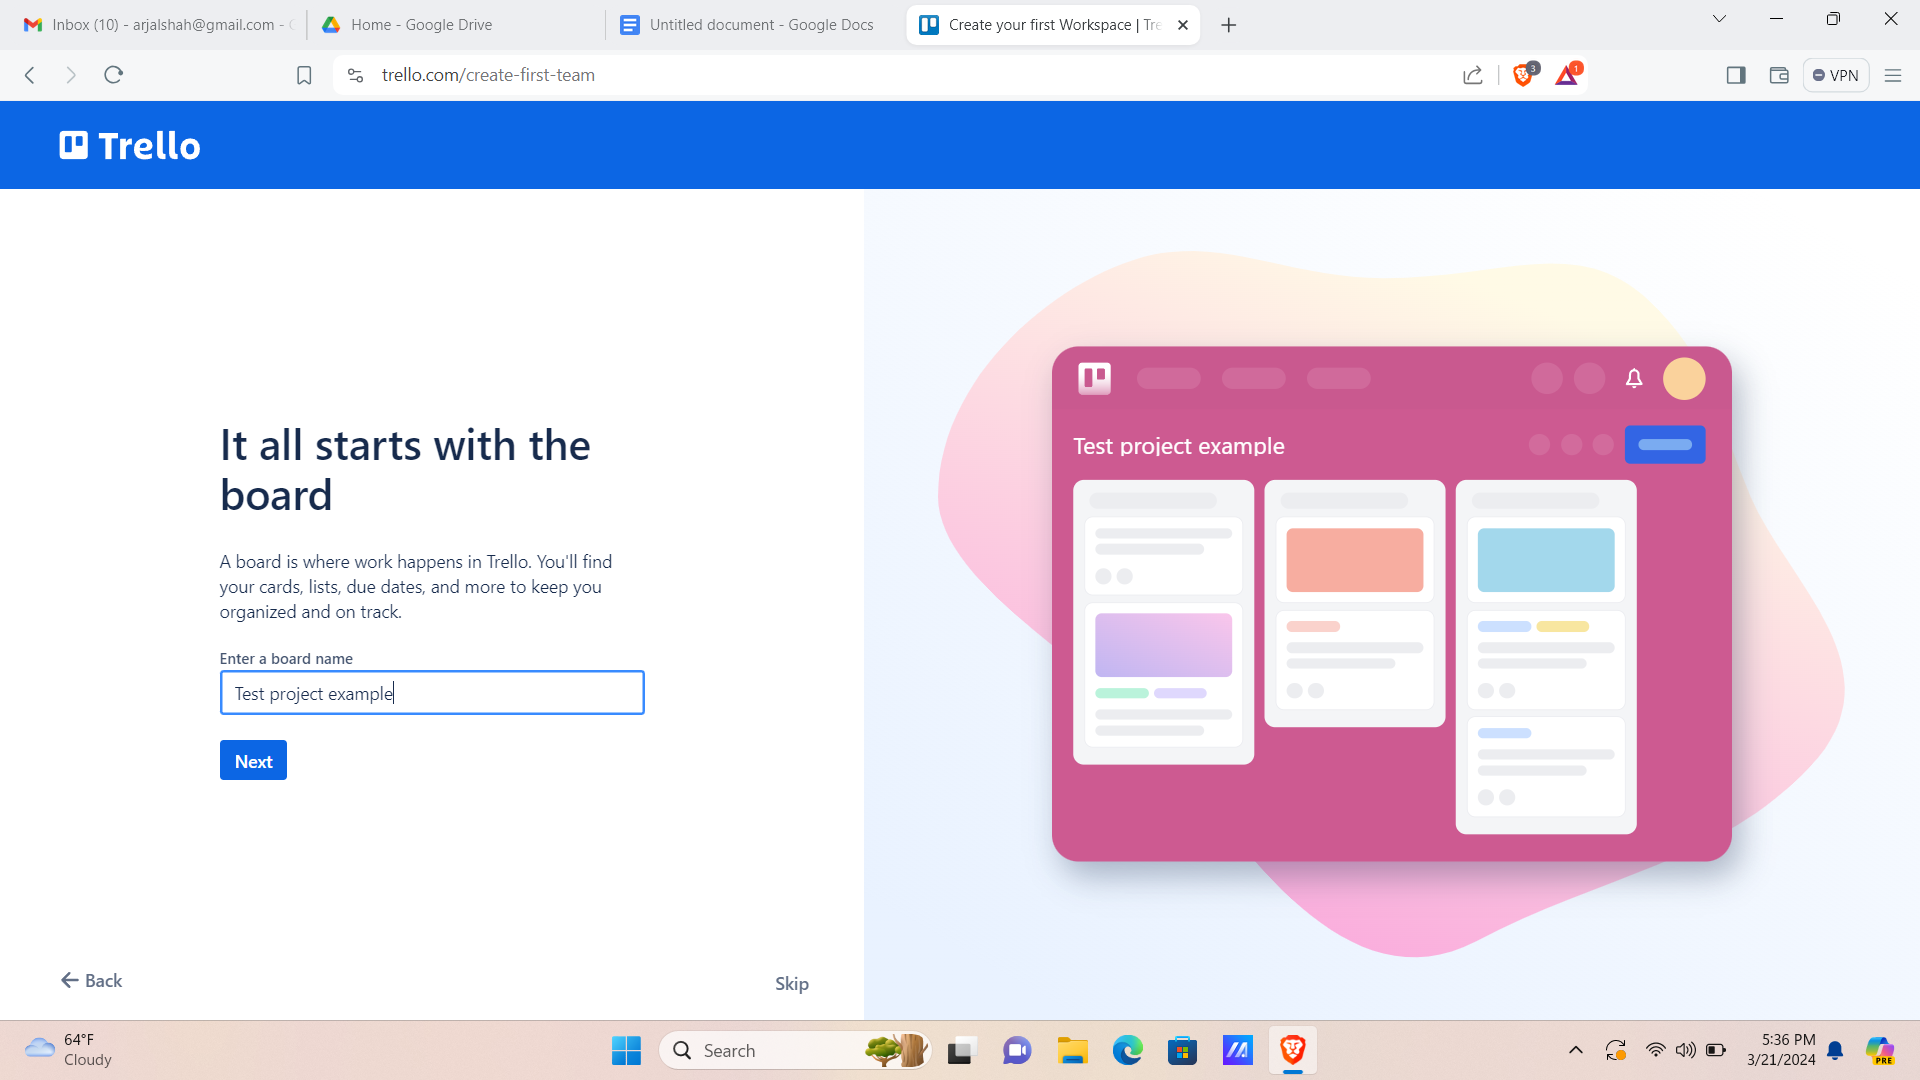 Inbox (10) - arjalshah@gmail.com -
Home - Google Drive
Untitled document - Google Docs
Create your first Workspace | Tre
trello.com/create-first-team
3
1
VPN
Trello
It all starts with the
board
A board is where work happens in Trello. You'll find
your cards, lists, due dates, and more to keep you
organized and on track.
Enter a board name
Test project example
Next
Back
Skip
Test project example
64°F
Cloudy
Search
5:36 PM
3/21/2024
PRE